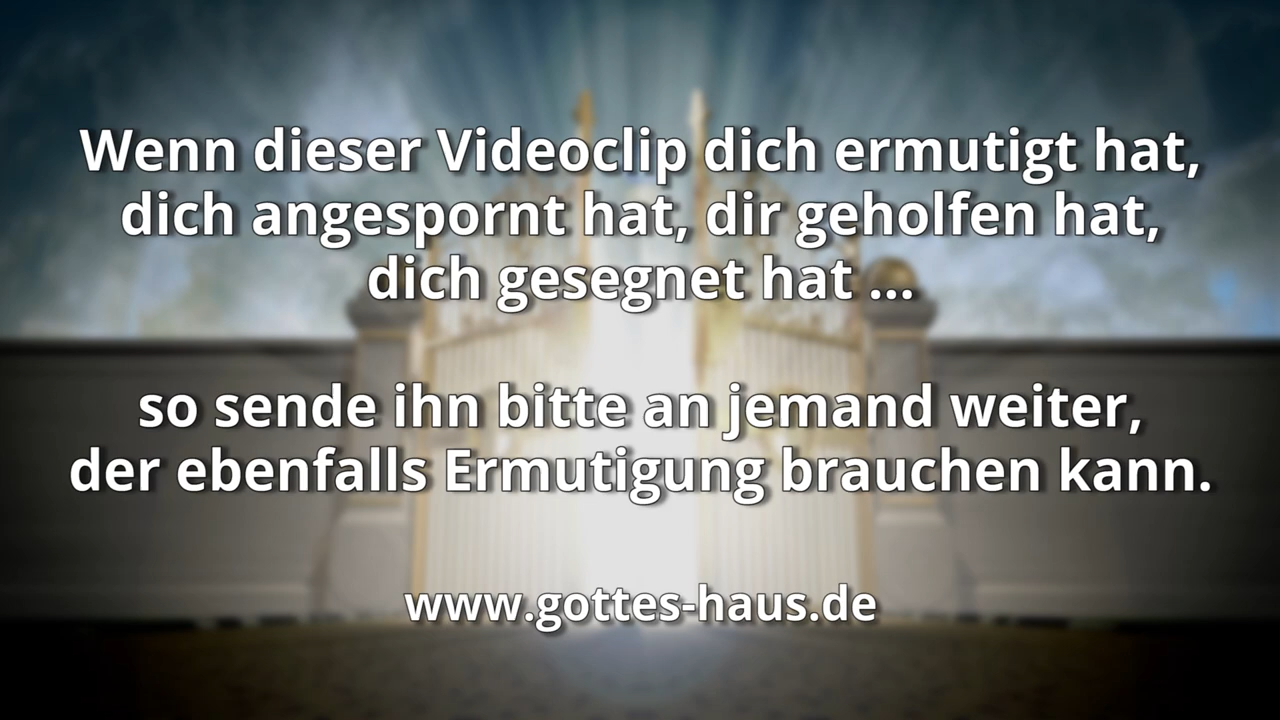 Wenn dieser Videoclip dich ermutigt hat,
dich angespornt hat, dir geholfen hat,
dich gesegnet hat ...
so sende ihn bitte an jemand weiter,
der ebenfalls Ermutigung brauchen kann.
www.gottes-haus.de